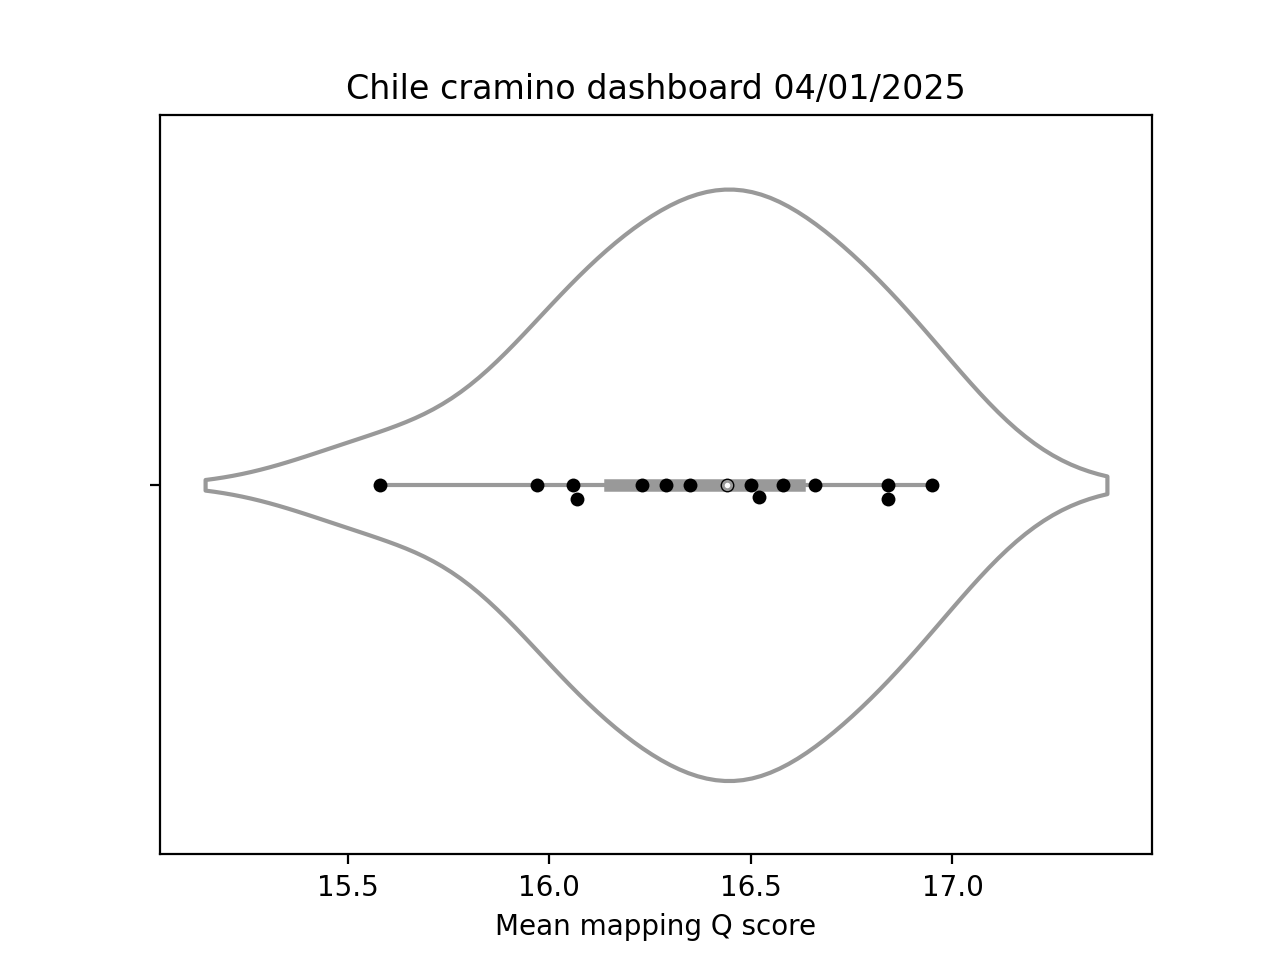 Chile cramino dashboard 04/01/2025
15.5 16.0 16.5 17.0
Mean mapping Q score